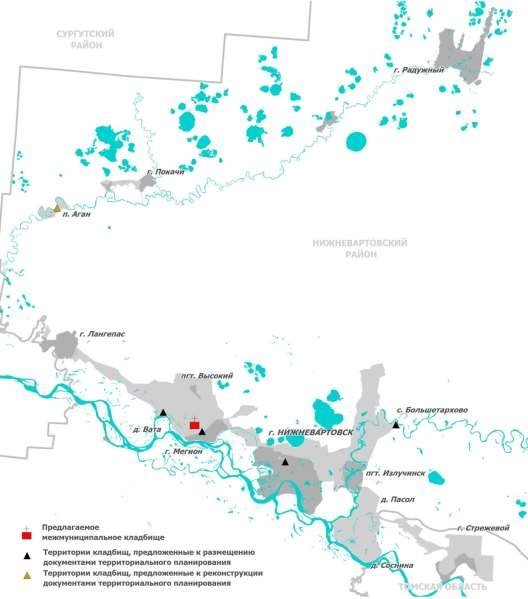 СУРГУТСКИЙ
РАЙОН
г. Радужный
г. Покачи
п. Аган
НИЖНЕВАРТОВСКИЙ
РАЙОН
г. Лангепас
пгт. Высокий
с. Большетархово
д. Вата
г. НИЖНЕВАРТОВСК
г. Мегион
пгт. Излучинск
д. Пасол
г. Стрежевой
д. Соснина
ТОМСКАЯ ОБЛАСТЬ
Предлагаемое
межмуниципальное кладбище
Территории кладбищ, предложенные к размещению
документами территориального планирования
Территории кладбищ, предложенные к реконструкции
документами территориального планирования